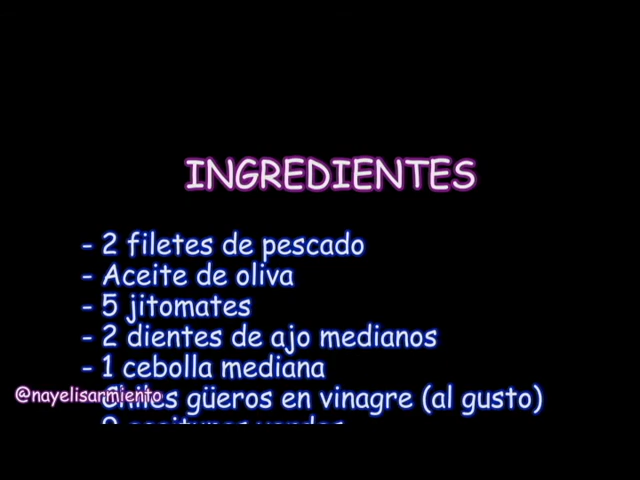 INGREDIENTES
- 2 filetes de pescado
- Aceite de oliva
- 5 jitomates
- 2 dientes de ajo medianos
- 1 cebolla mediana
@nayelisarmiento
- Chiles güeros en vinagre (al gusto)